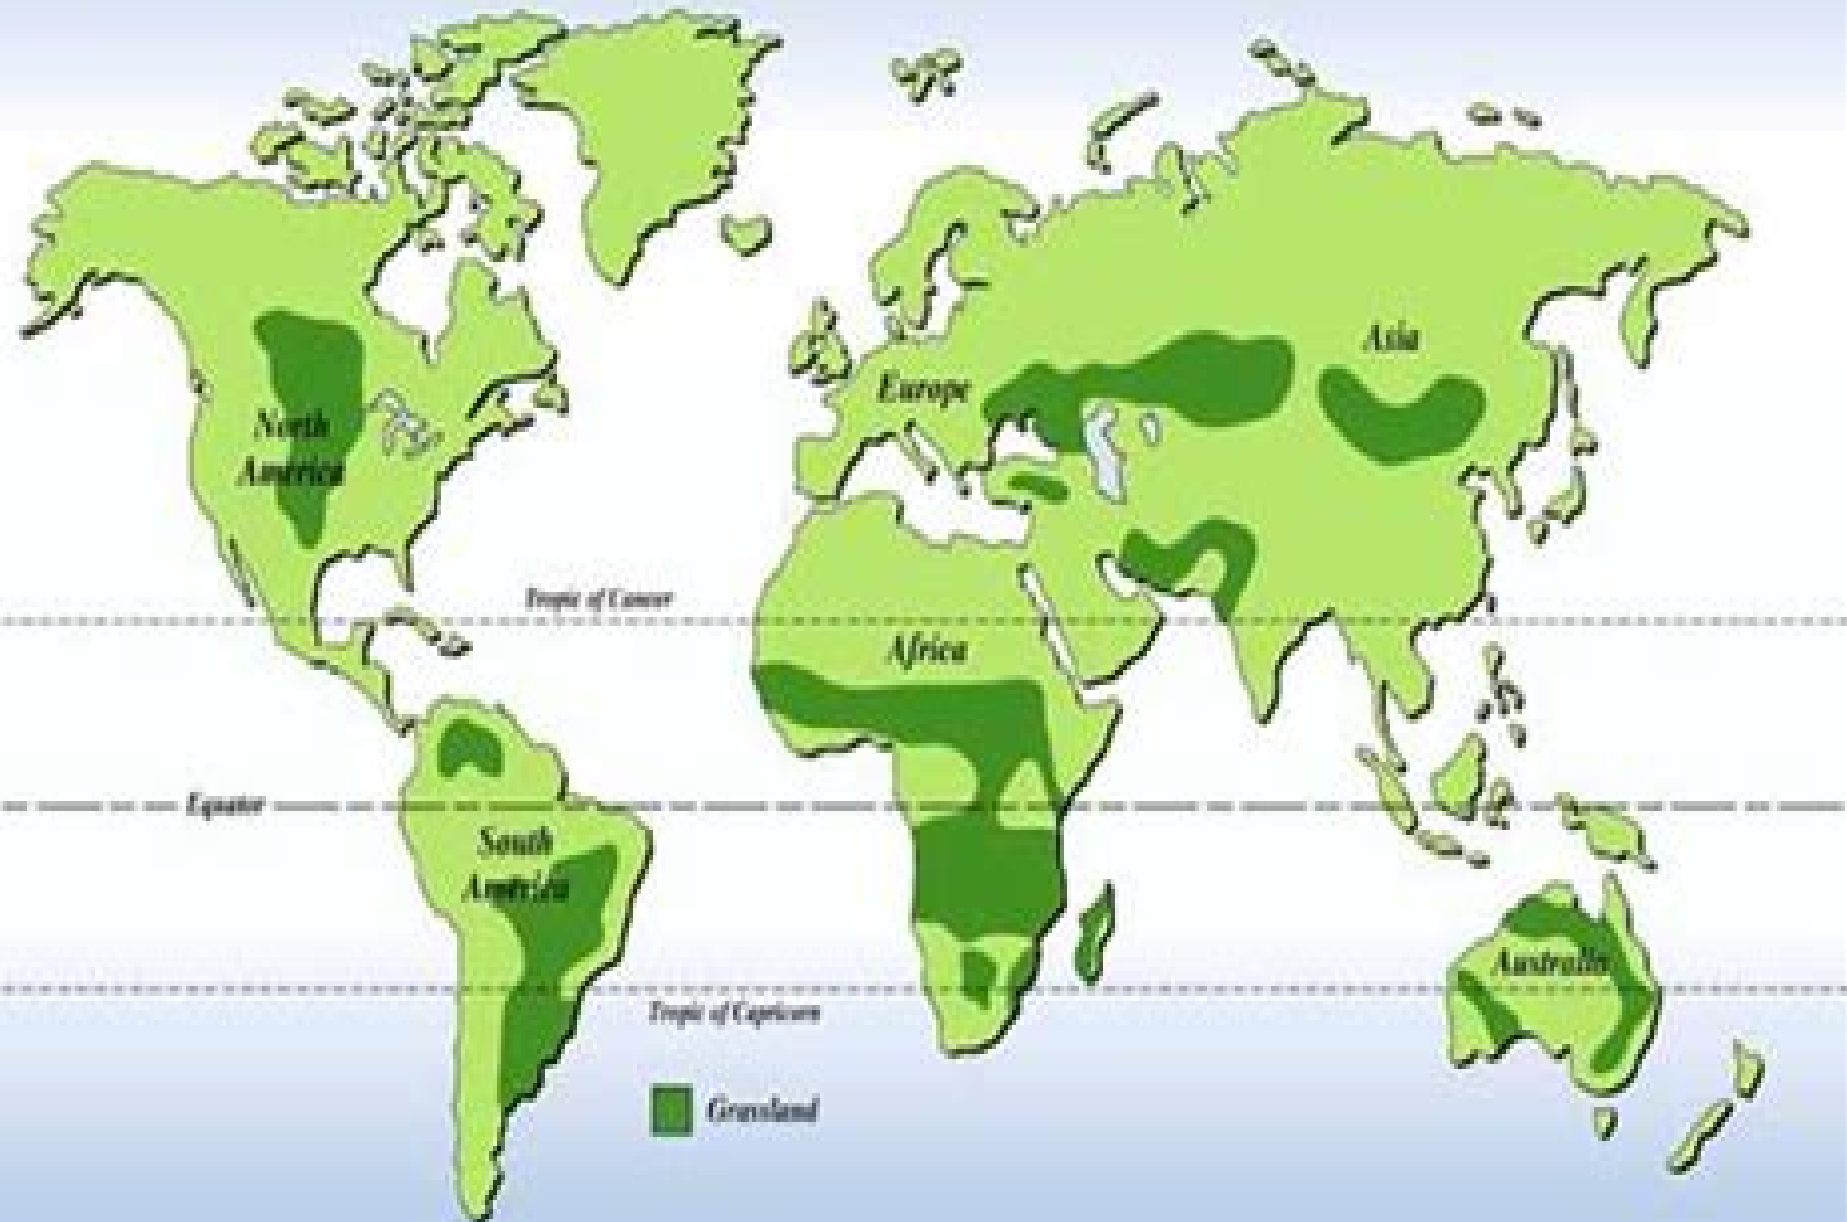 Asia
Europe
North
America
Tropic of Cancer
Africa
Equator
South
America
Australia
Tropic of Capricorn
Grassland